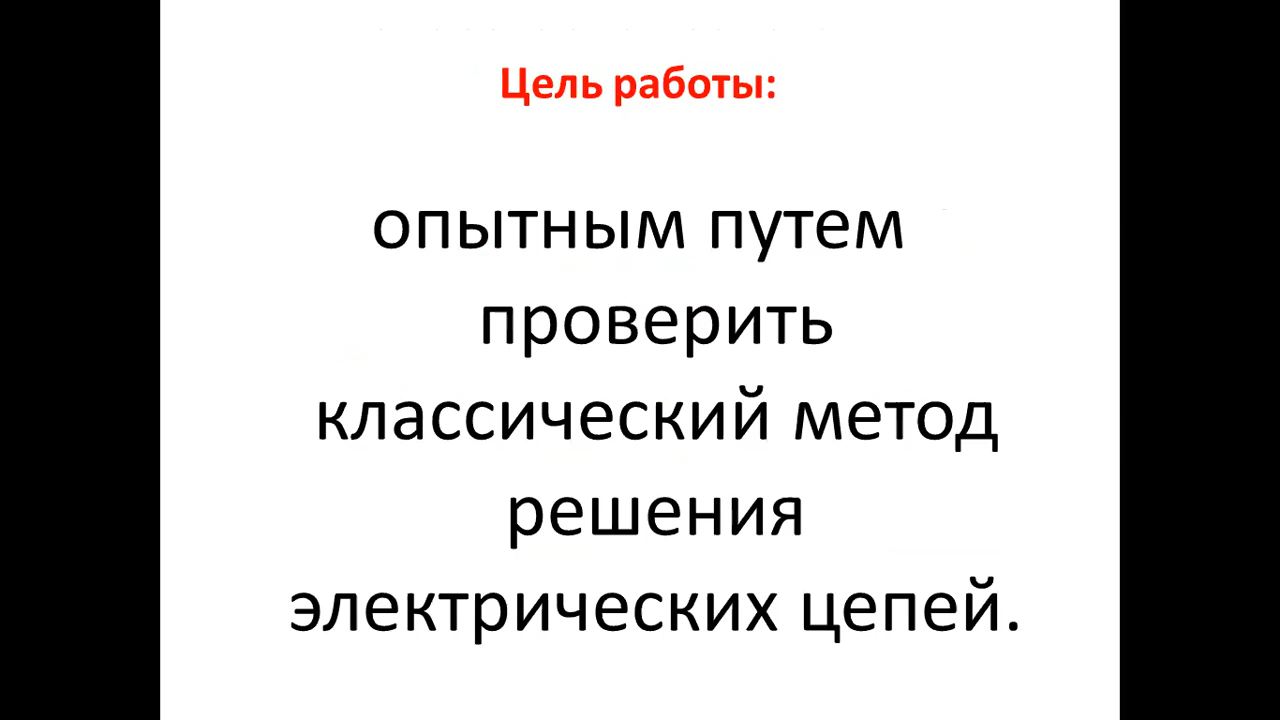 Цель работы:
опытным путем
проверить
классический метод
решения
электрических цепей.